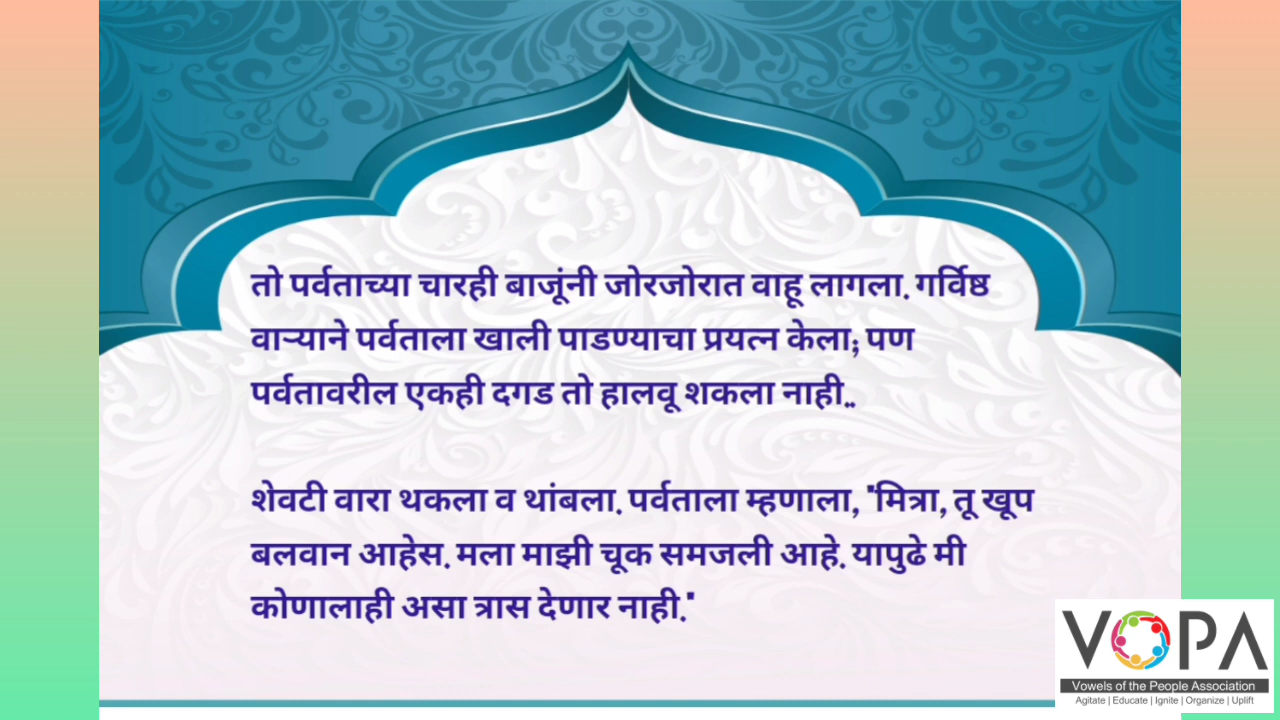 तो पर्वताच्या चारही बाजूंनी जोरजोरात वाहू लागला. गर्विष्ठ
वाऱ्याने पर्वताला खाली पाडण्याचा प्रयत्न केला; पण
पर्वतावरील एकही दगड तो हालवू शकला नाही..
शेवटी वारा थकला व थांबला. पर्वताला म्हणाला, "मित्रा, तू खूप
बलवान आहेस. मला माझी चूक समजली आहे. यापुढे मी
कोणालाही असा त्रास देणार नाही."
VOPA
Vowels of the People Association
Agitate | Educate | Ignite | Organize | Uplift